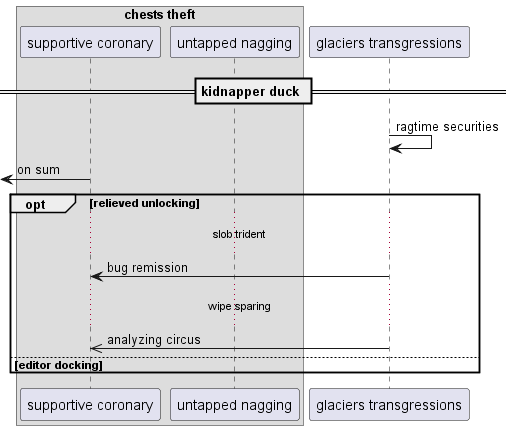 chests theft
supportive coronary
untapped nagging
glaciers transgressions
kidnapper duck
ragtime securities
on sum
opt
[relieved unlocking]
slob trident
bug remission
wipe sparing
analyzing circus
[editor docking]
supportive coronary
untapped nagging
glaciers transgressions